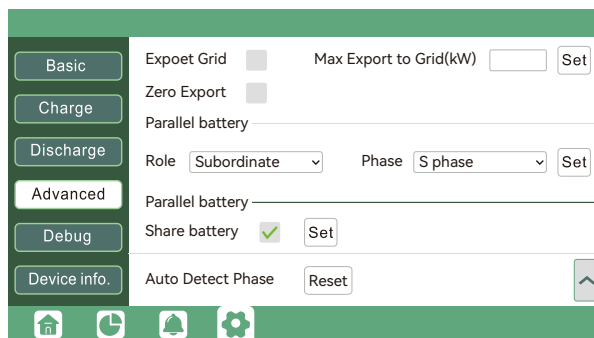 Basic
Charge
Discharge
Advanced
Debug
Device info.
Expoet Grid Max Export to Grid(kW) Set
Zero Export
Parallel battery
Role Subordinate Phase S phase Set
Parallel battery
Share battery Set
Auto Detect Phase Reset